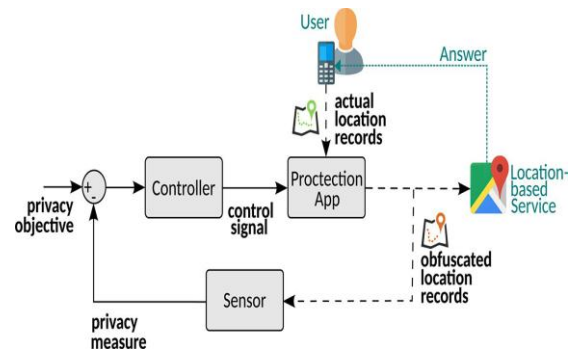 User
Answer
actual
location
records
Controller
Proctection
App
Location-
based
Service
+
-
privacy
objective
control
signal
obfuscated
location
records
Sensor
privacy
measure